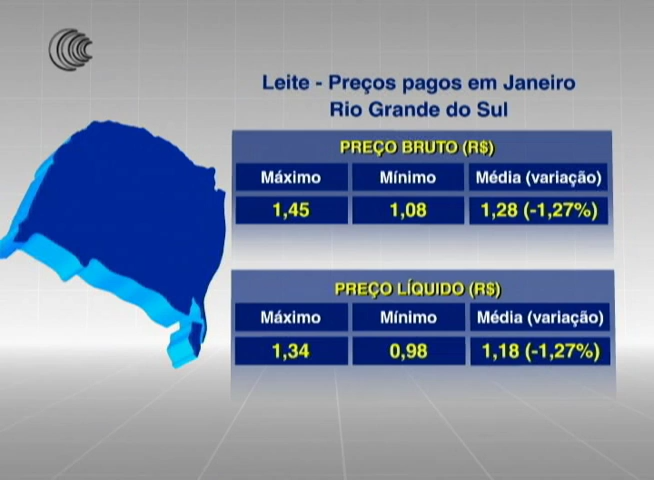 Leite - Preços pagos em Janeiro
Rio Grande do Sul
PREÇO BRUTO (R$)
Máximo Mínimo Média (variação)
1,45 1,08 1,28 (-1,27%)
PREÇO LÍQUIDO (R$)
Máximo Mínimo Média (variação)
1,34 0,98 1,18 (-1,27%)